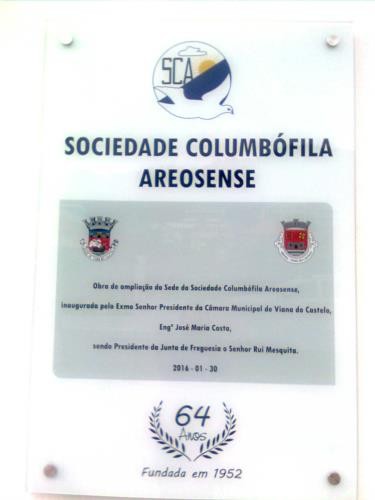 SCA
SOCIEDADE COLUMBÓFILA
AREOSENSE
Obra de ampliação da Sede da Sociedade Columbófila Areosense,
inaugurada pelo Exmo Senhor Presidente da Câmara Municipal de Viana do Castelo,
Engº José Maria Costa,
sendo Presidente da Junta de Freguesia o Senhor Rui Mesquita.
2016 - 01 - 30
64
Anos
Fundada em 1952